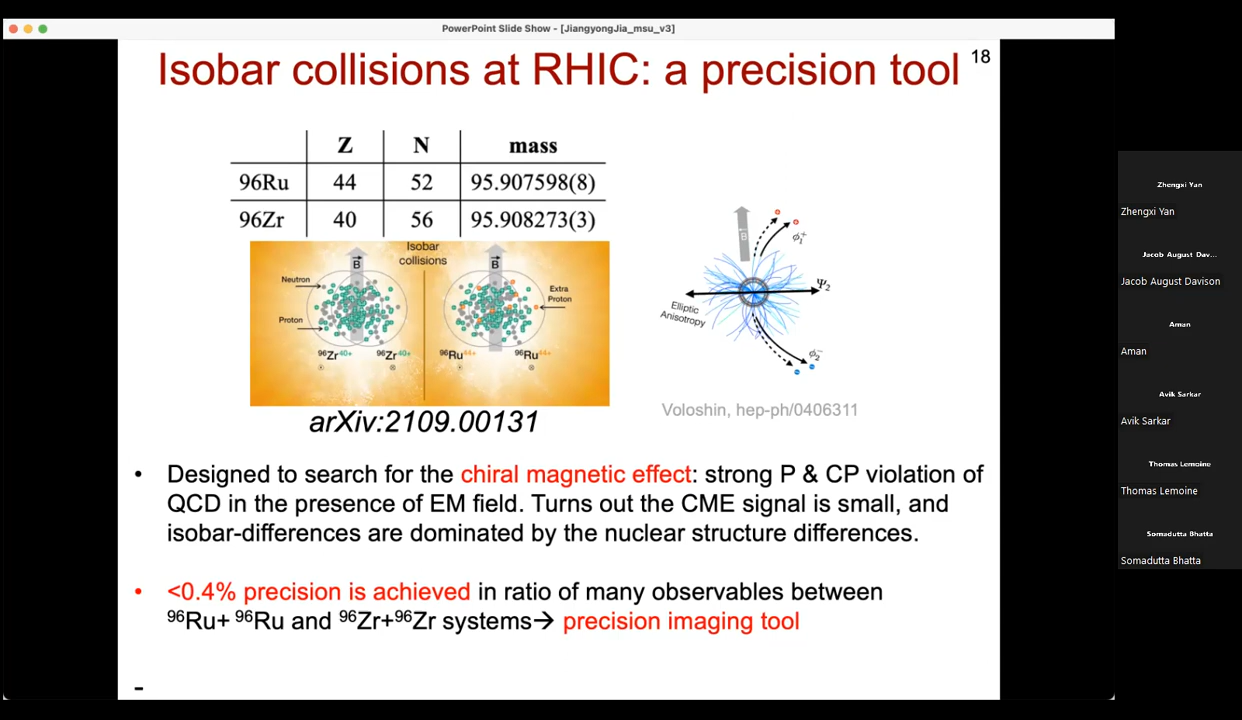 PowerPoint Slide Show - [JiangyongJia_msu_v3]
Isobar collisions at RHIC: a precision tool
18
Z N mass
96Ru 44 52 95.907598(8)
96Zr 40 56 95.908273(3)
Isobar
collisions
B
B
Neutron
Proton
Extra
Proton
96Zr40+ 96Zr40+ 96Ru44+ 96Ru44+
arXiv:2109.00131
B
ϕ1+
Ψ2
Elliptic
Anisotropy
ϕ2-
Voloshin, hep-ph/0406311
• Designed to search for the chiral magnetic effect: strong P & CP violation of
QCD in the presence of EM field. Turns out the CME signal is small, and
isobar-differences are dominated by the nuclear structure differences.
• <0.4% precision is achieved in ratio of many observables between
96Ru+ 96Ru and 96Zr+96Zr systems→ precision imaging tool
-
Zhengxi Yan
Zhengxi Yan
Jacob August Dav...
Jacob August Davison
Aman
Aman
Avik Sarkar
Avik Sarkar
Thomas Lemoine
Thomas Lemoine
Somadutta Bhatta
Somadutta Bhatta